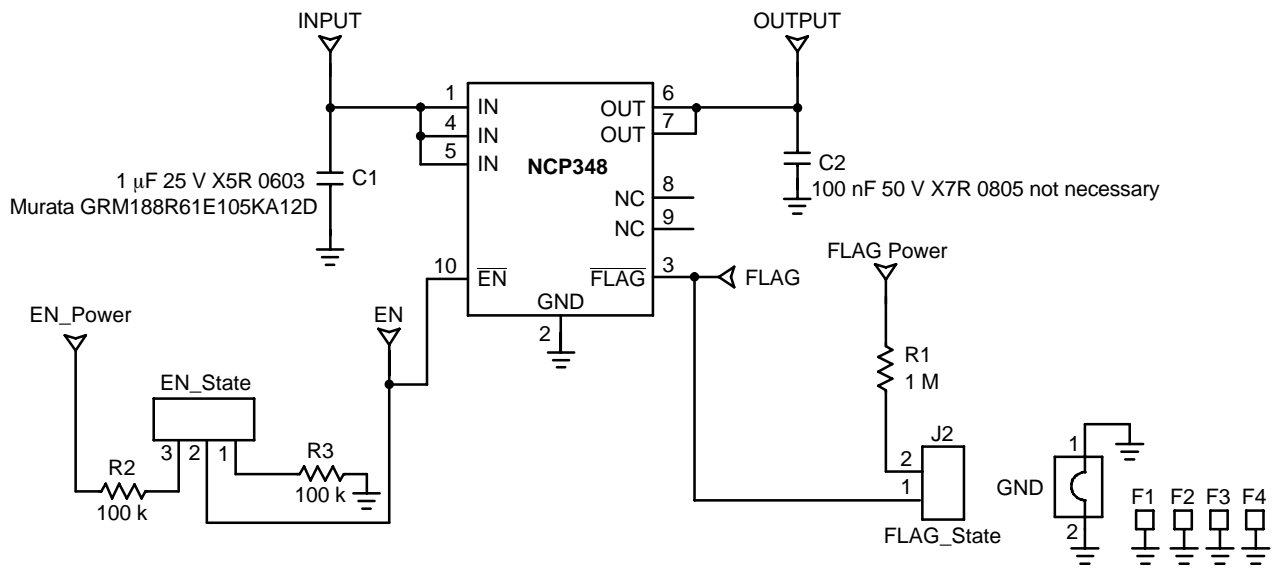 INPUT
OUTPUT
1 IN
4 IN
5 IN
OUT 6
OUT 7
NCP348
NC 8
NC 9
10 EN
FLAG 3
GND
2
1 μF 25 V X5R 0603
Murata GRM188R61E105KA12D
C1
C2
100 nF 50 V X7R 0805 not necessary
FLAG
FLAG Power
R1
1 M
EN_Power
EN
EN_State
3 2 1
R2
100 k
R3
100 k
J2
2
1
FLAG_State
GND
1
2
F1 F2 F3 F4